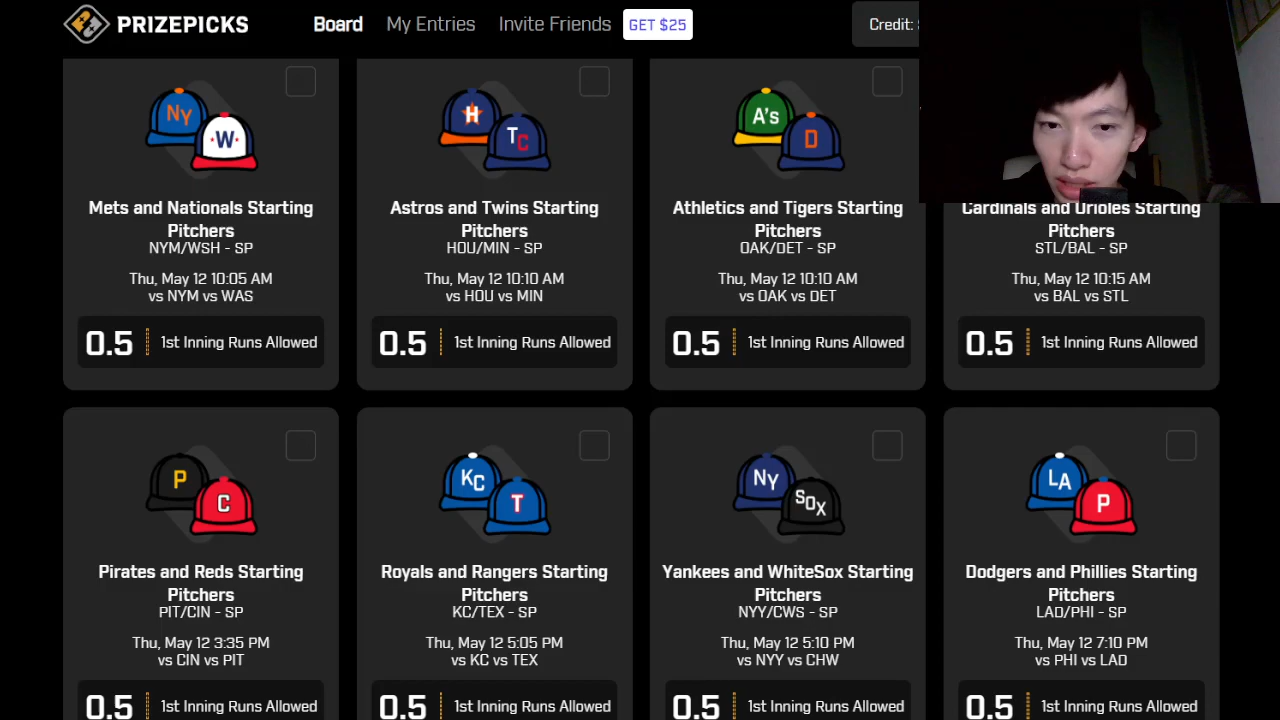 PRIZEPICKS
Board
My Entries
Invite Friends
GET $25
Credit:
NY
W
H
TC
A's
D
Mets and Nationals Starting
Pitchers
NYM/WSH - SP
Thu, May 12 10:05 AM
vs NYM vs WAS
0.5
1st Inning Runs Allowed
Astros and Twins Starting
Pitchers
HOU/MIN - SP
Thu, May 12 10:10 AM
vs HOU vs MIN
0.5
1st Inning Runs Allowed
Athletics and Tigers Starting
Pitchers
OAK/DET - SP
Thu, May 12 10:10 AM
vs OAK vs DET
0.5
1st Inning Runs Allowed
Cardinals and Orioles Starting
Pitchers
STL/BAL - SP
Thu, May 12 10:15 AM
vs BAL vs STL
0.5
1st Inning Runs Allowed
P
C
Pirates and Reds Starting
Pitchers
PIT/CIN - SP
Thu, May 12 3:35 PM
vs CIN vs PIT
0.5
1st Inning Runs Allowed
KC
T
Royals and Rangers Starting
Pitchers
KC/TEX - SP
Thu, May 12 5:05 PM
vs KC vs TEX
0.5
1st Inning Runs Allowed
NY
SOX
Yankees and WhiteSox Starting
Pitchers
NYY/CWS - SP
Thu, May 12 5:10 PM
vs NYY vs CHW
0.5
1st Inning Runs Allowed
LA
P
Dodgers and Phillies Starting
Pitchers
LAD/PHI - SP
Thu, May 12 7:10 PM
vs PHI vs LAD
0.5
1st Inning Runs Allowed